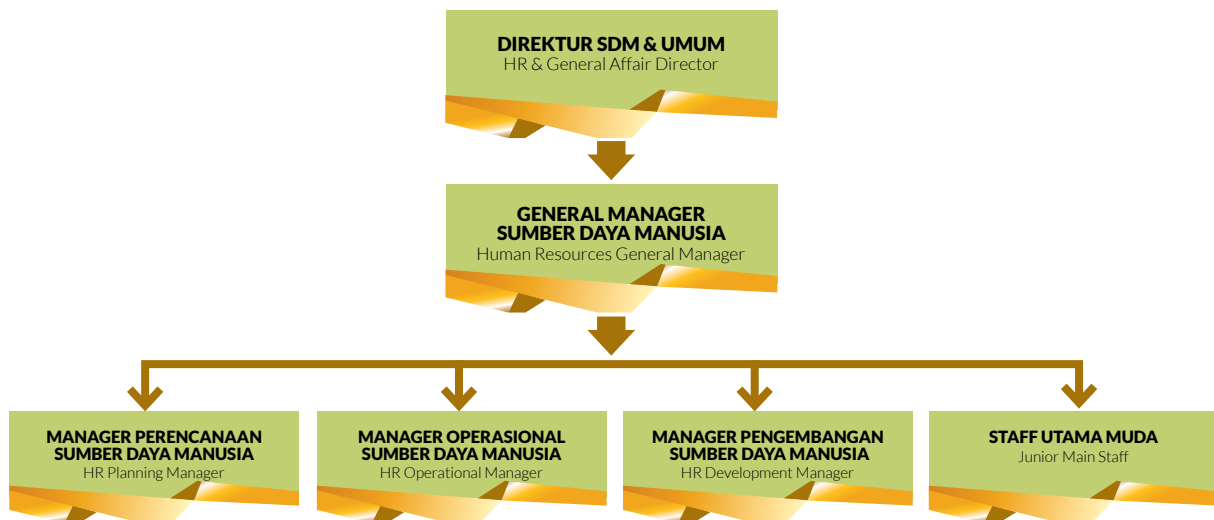 DIREKTUR SDM & UMUM
HR & General Affair Director
GENERAL MANAGER
SUMBER DAYA MANUSIA
Human Resources General Manager
MANAGER PERENCANAAN
SUMBER DAYA MANUSIA
HR Planning Manager
MANAGER OPERASIONAL
SUMBER DAYA MANUSIA
HR Operational Manager
MANAGER PENGEMBANGAN
SUMBER DAYA MANUSIA
HR Development Manager
STAFF UTAMA MUDA
Junior Main Staff